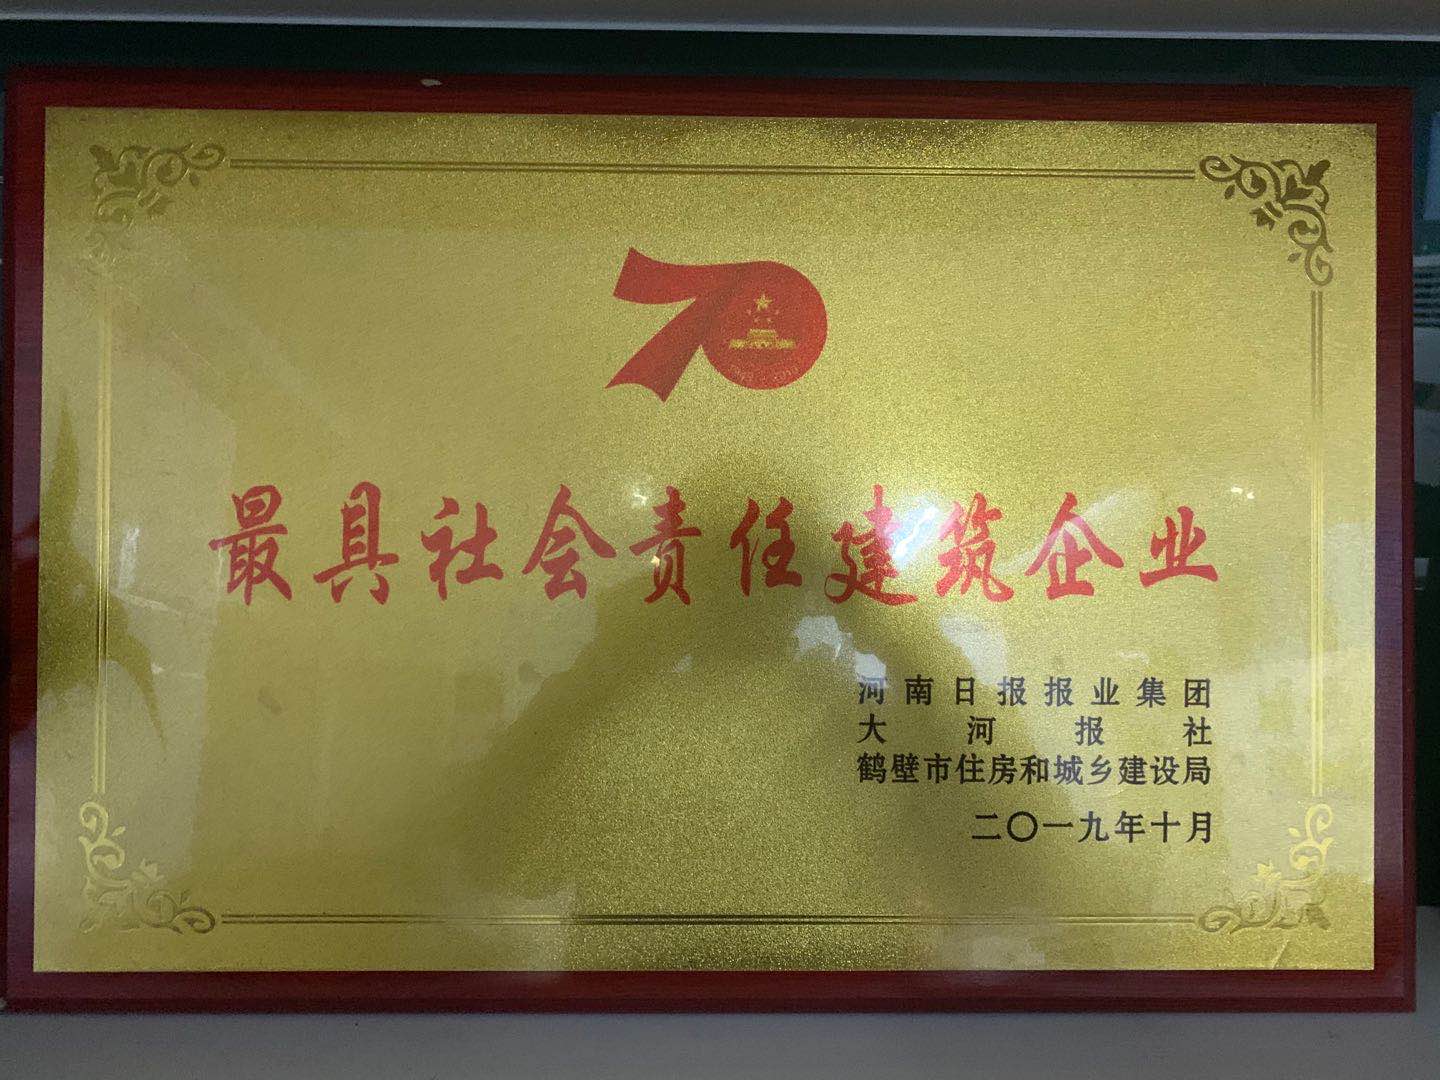 70
最具社会责任建筑企业
河南日报报业集团
大河报社
鹤壁市住房和城乡建设局
二〇一九年十月